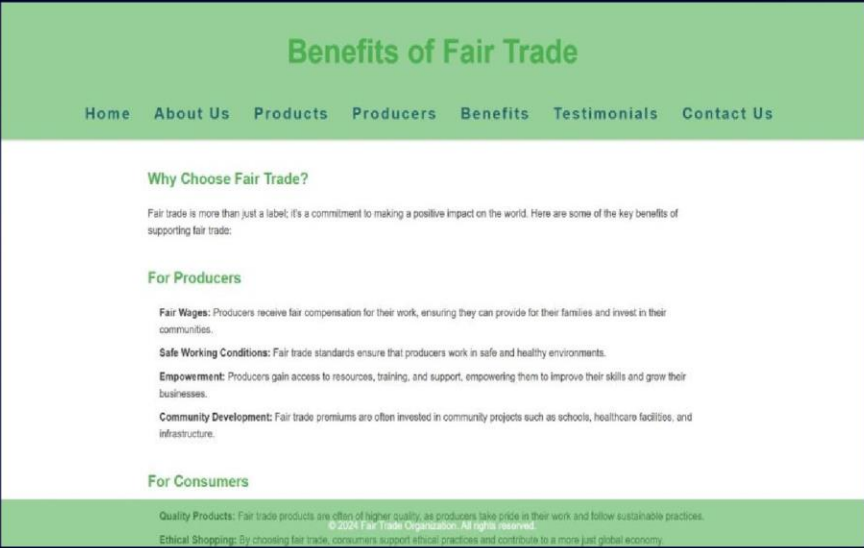 Benefits of Fair Trade
Home About Us Products Producers Benefits Testimonials Contact Us
Why Choose Fair Trade?
Fair trade is more than just a label; it's a commitment to making a positive impact on the world. Here are some of the key benefits of
supporting fair trade:
For Producers
Fair Wages: Producers receive fair compensation for their work, ensuring they can provide for their families and invest in their
communities.
Safe Working Conditions: Fair trade standards ensure that producers work in safe and healthy environments.
Empowerment: Producers gain access to resources, training, and support, empowering them to improve their skills and grow their
businesses.
Community Development: Fair trade premiums are often invested in community projects such as schools, healthcare facilities, and
infrastructure.
For Consumers
Quality Products: Fair trade products are often of higher quality, as producers take pride in their work and follow sustainable practices.
© 2024 Fair Trade Organization. All rights reserved.
Ethical Shopping: By choosing fair trade, consumers support ethical practices and contribute to a more just global economy.